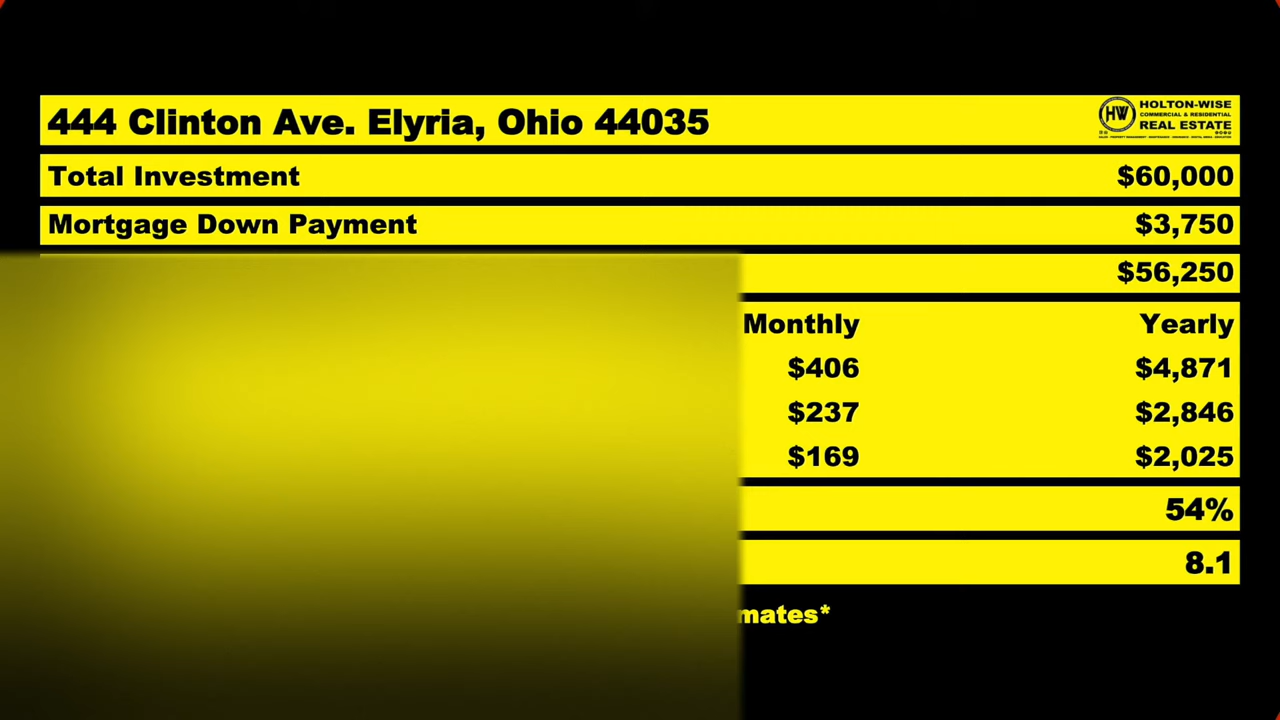 444 Clinton Ave. Elyria, Ohio 44035
HW
HOLTON-WISE
COMMERCIAL & RESIDENTIAL
REAL ESTATE
Total Investment $60,000
Mortgage Down Payment $3,750
$56,250
Monthly Yearly
$406 $4,871
$237 $2,846
$169 $2,025
54%
8.1